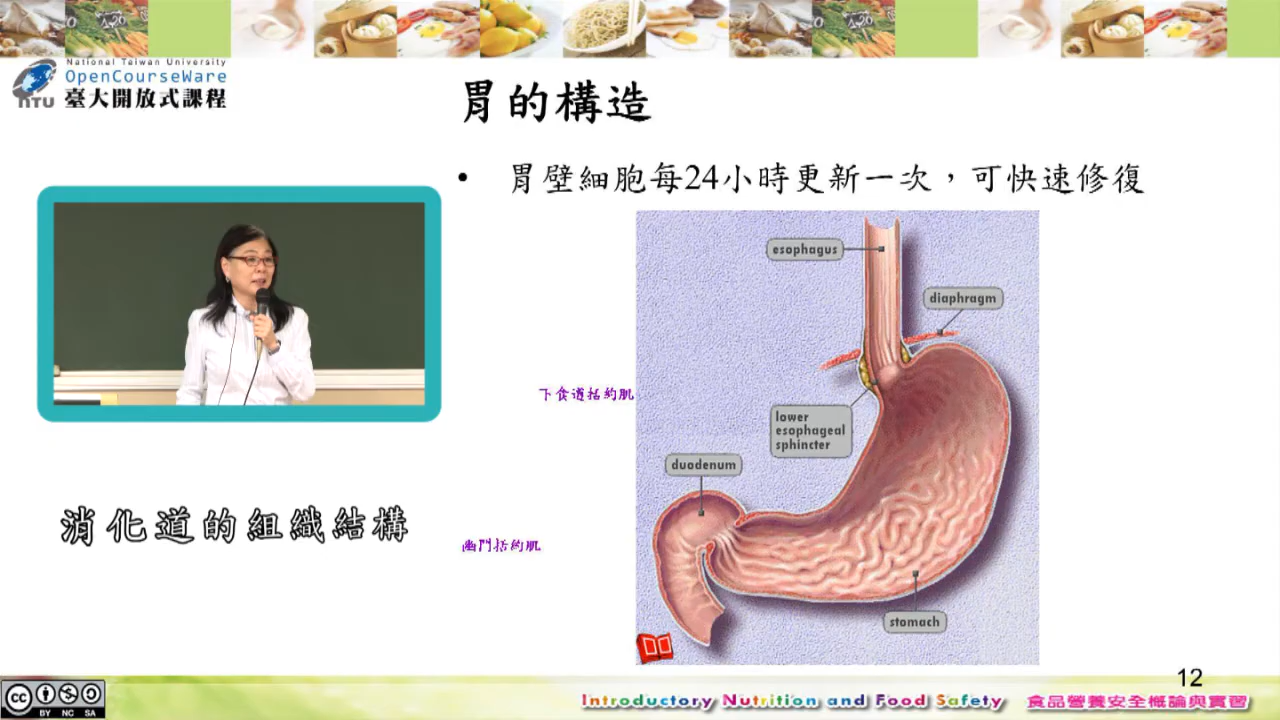 National Taiwan University
OpenCourseWare
NTU 臺大開放式課程
胃的構造
• 胃壁細胞每24小時更新一次，可快速修復
esophagus
diaphragm
下食道括約肌
lower
esophageal
sphincter
duodenum
消化道的組織結構
幽門括約肌
stomach
12
cc BY NC SA
Introductory Nutrition and Food Safety 食品營養安全概論與實習